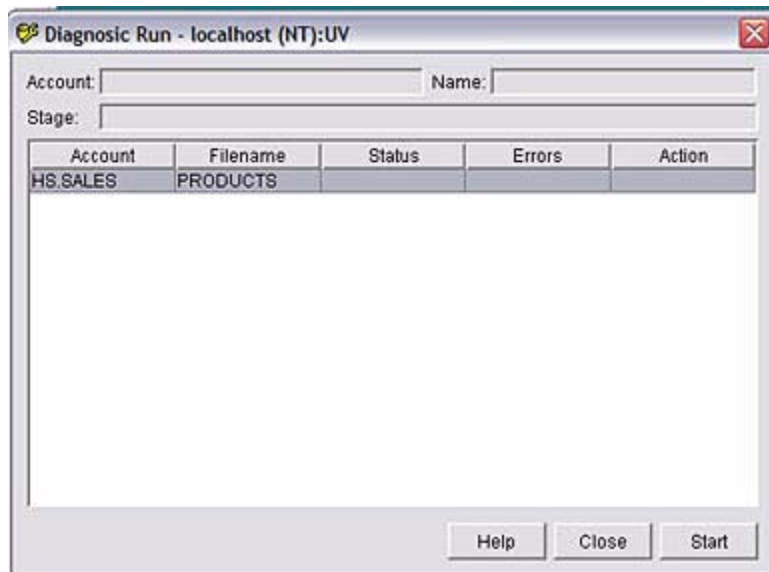 Diagnosic Run - localhost (NT):UV
Account: Name:
Stage:
Account Filename Status Errors Action
HS.SALES PRODUCTS
Help Close Start